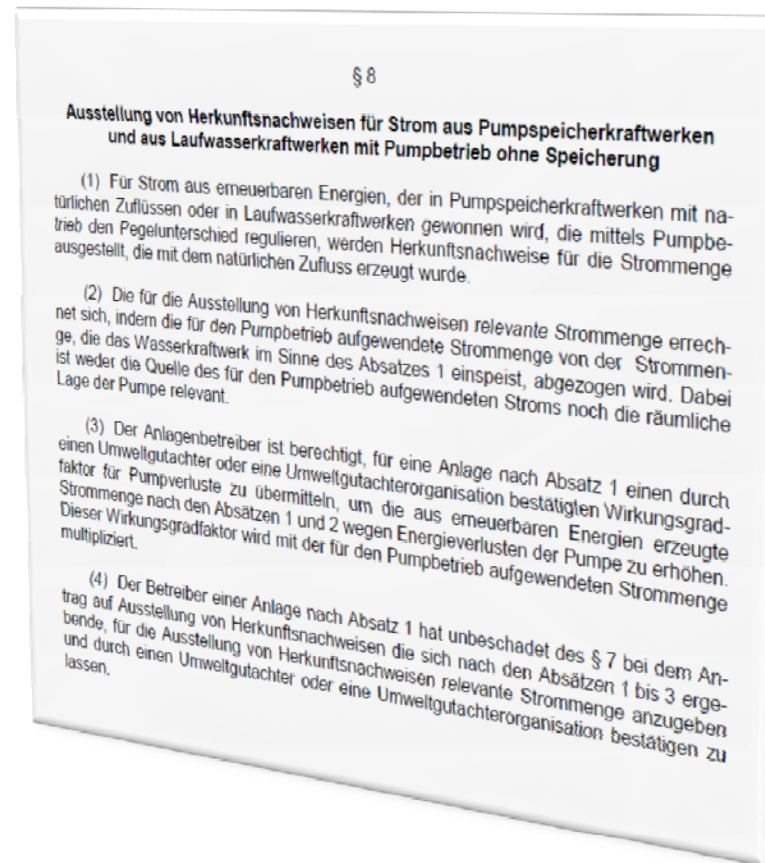 § 8
Ausstellung von Herkunftsnachweisen für Strom aus Pumpspeicherkraftwerken
und aus Laufwasserkraftwerken mit Pumpbetrieb ohne Speicherung
(1) Für Strom aus erneuerbaren Energien, der in Pumpspeicherkraftwerken mit na-
türlichen Zuflüssen oder in Laufwasserkraftwerken gewonnen wird, die mittels Pumpbe-
trieb den Pegelunterschied regulieren, werden Herkunftsnachweise für die Strommenge
ausgestellt, die mit dem natürlichen Zufluss erzeugt wurde.
(2) Die für die Ausstellung von Herkunftsnachweisen relevante Strommenge errech-
net sich, indem die für den Pumpbetrieb aufgewendete Strommenge von der Strommen-
ge, die das Wasserkraftwerk im Sinne des Absatzes 1 einspeist, abgezogen wird. Dabei
ist weder die Quelle des für den Pumpbetrieb aufgewendeten Stroms noch die räumliche
Lage der Pumpe relevant.
(3) Der Anlagenbetreiber ist berechtigt, für eine Anlage nach Absatz 1 einen durch
einen Umweltgutachter oder eine Umweltgutachterorganisation bestätigten Wirkungsgrad-
faktor für Pumpverluste zu übermitteln, um die aus erneuerbaren Energien erzeugte
Strommenge nach den Absätzen 1 und 2 wegen Energieverlusten der Pumpe zu erhöhen.
Dieser Wirkungsgradfaktor wird mit der für den Pumpbetrieb aufgewendeten Strommenge
multipliziert.
(4) Der Betreiber einer Anlage nach Absatz 1 hat unbeschadet des § 7 bei dem An-
trag auf Ausstellung von Herkunftsnachweisen die sich nach den Absätzen 1 bis 3 erge-
bende, für die Ausstellung von Herkunftsnachweisen relevante Strommenge anzugeben
und durch einen Umweltgutachter oder eine Umweltgutachterorganisation bestätigen zu
lassen.